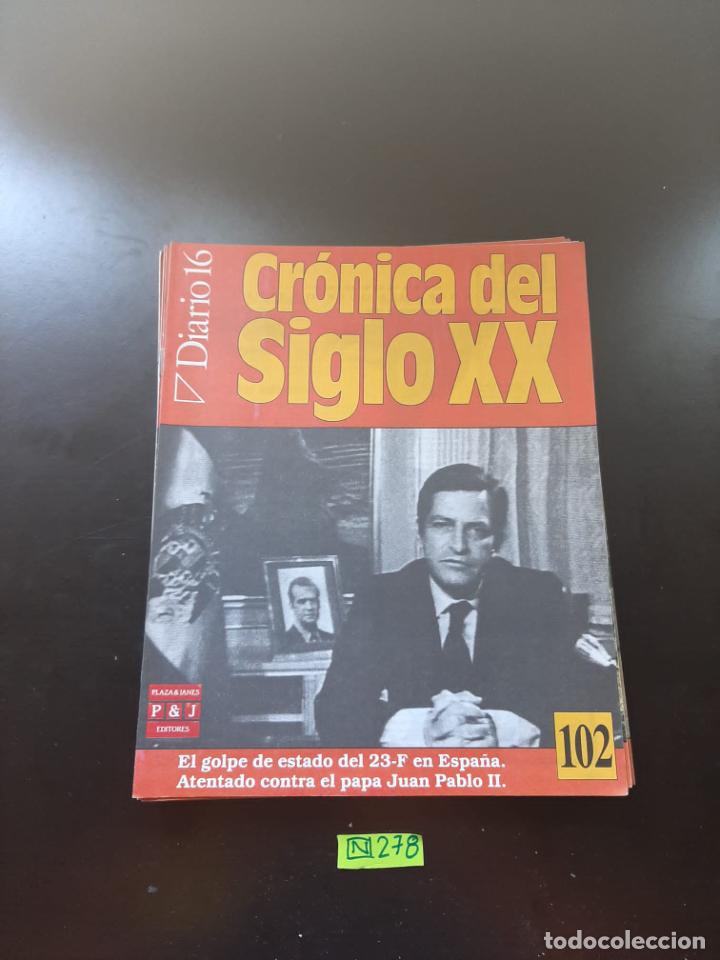 Diario 16
Crónica del
Siglo XX
PLAZA & JANES
P & J
EDITORES
El golpe de estado del 23-F en España.
Atentado contra el papa Juan Pablo II.
102
N 278
todocoleccion